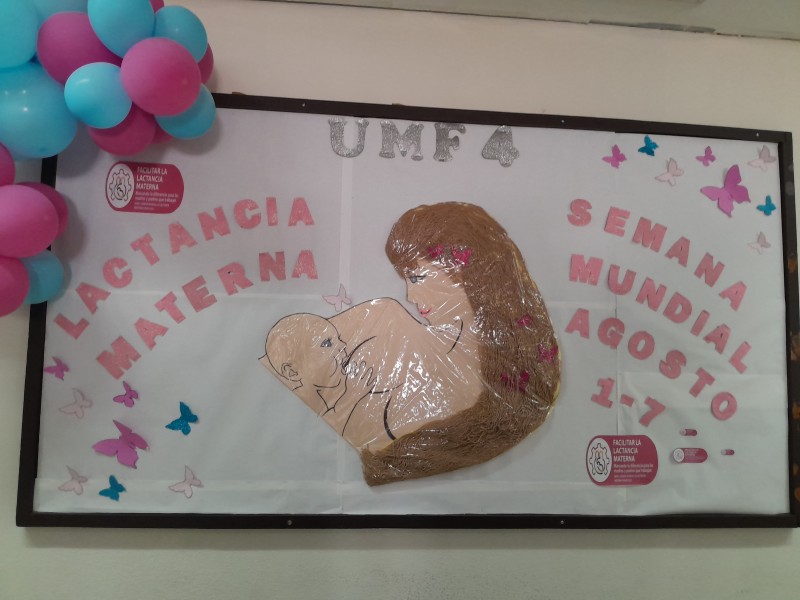 UMF 4
FACILITAR LA
LACTANCIA
MATERNA
LACTANCIA
MATERNA
SEMANA
MUNDIAL
AGOSTO
1-7
FACILITAR LA
LACTANCIA
MATERNA